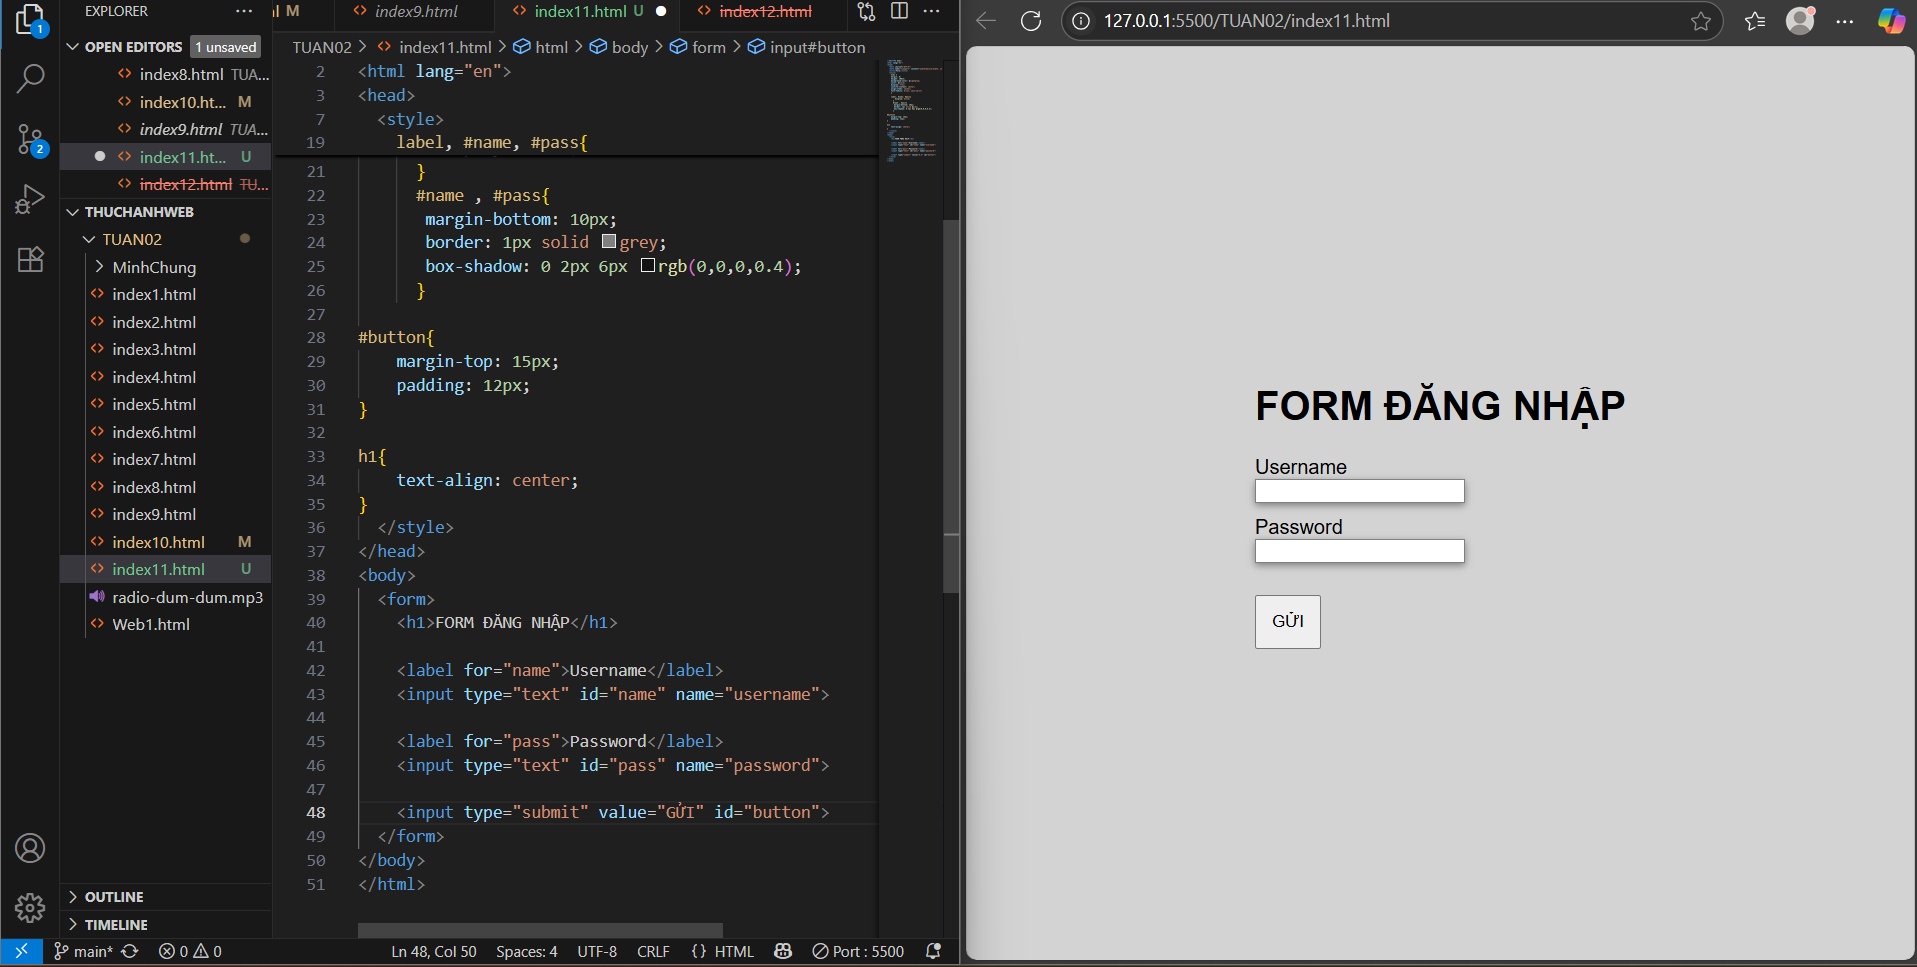 EXPLORER ···
OPEN EDITORS 1 unsaved
index8.html TUA...
index10.ht... M
index9.html TUA...
index11.ht... U
index12.html TU...
THUCHANHWEB
TUAN02
MinhChung
index1.html
index2.html
index3.html
index4.html
index5.html
index6.html
index7.html
index8.html
index9.html
index10.html M
index11.html U
radio-dum-dum.mp3
Web1.html
OUTLINE
TIMELINE
1
2
l M index9.html index11.html U index12.html ···
TUAN02 > index11.html > html > body > form > input#button
2 <html lang="en">
3 <head>
7 <style>
19 label, #name, #pass{
21 }
22 #name , #pass{
23 margin-bottom: 10px;
24 border: 1px solid grey;
25 box-shadow: 0 2px 6px rgb(0,0,0,0.4);
26 }
27
28 #button{
29 margin-top: 15px;
30 padding: 12px;
31 }
32
33 h1{
34 text-align: center;
35 }
36 </style>
37 </head>
38 <body>
39 <form>
40 <h1>FORM ĐĂNG NHẬP</h1>
41
42 <label for="name">Username</label>
43 <input type="text" id="name" name="username">
44
45 <label for="pass">Password</label>
46 <input type="text" id="pass" name="password">
47
48 <input type="submit" value="GỬI" id="button">
49 </form>
50 </body>
51 </html>
main* 0 0 Ln 48, Col 50 Spaces: 4 UTF-8 CRLF {} HTML Port : 5500
127.0.0.1:5500/TUAN02/index11.html ···
FORM ĐĂNG NHẬP
Username
Password
GỬI